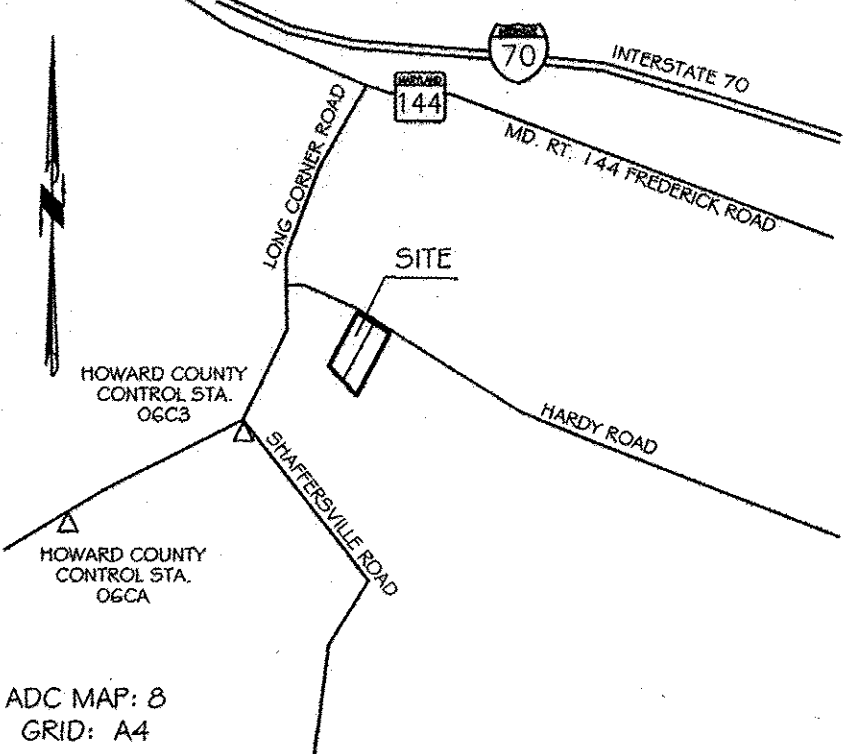 INTERSTATE 70
70
MARYLAND
144
MD. RT. 144 FREDERICK ROAD
LONG CORNER ROAD
SITE
HOWARD COUNTY
CONTROL STA.
06C3
HARDY ROAD
SHAFFERSVILLE ROAD
HOWARD COUNTY
CONTROL STA.
06CA
ADC MAP: 8
GRID: A4